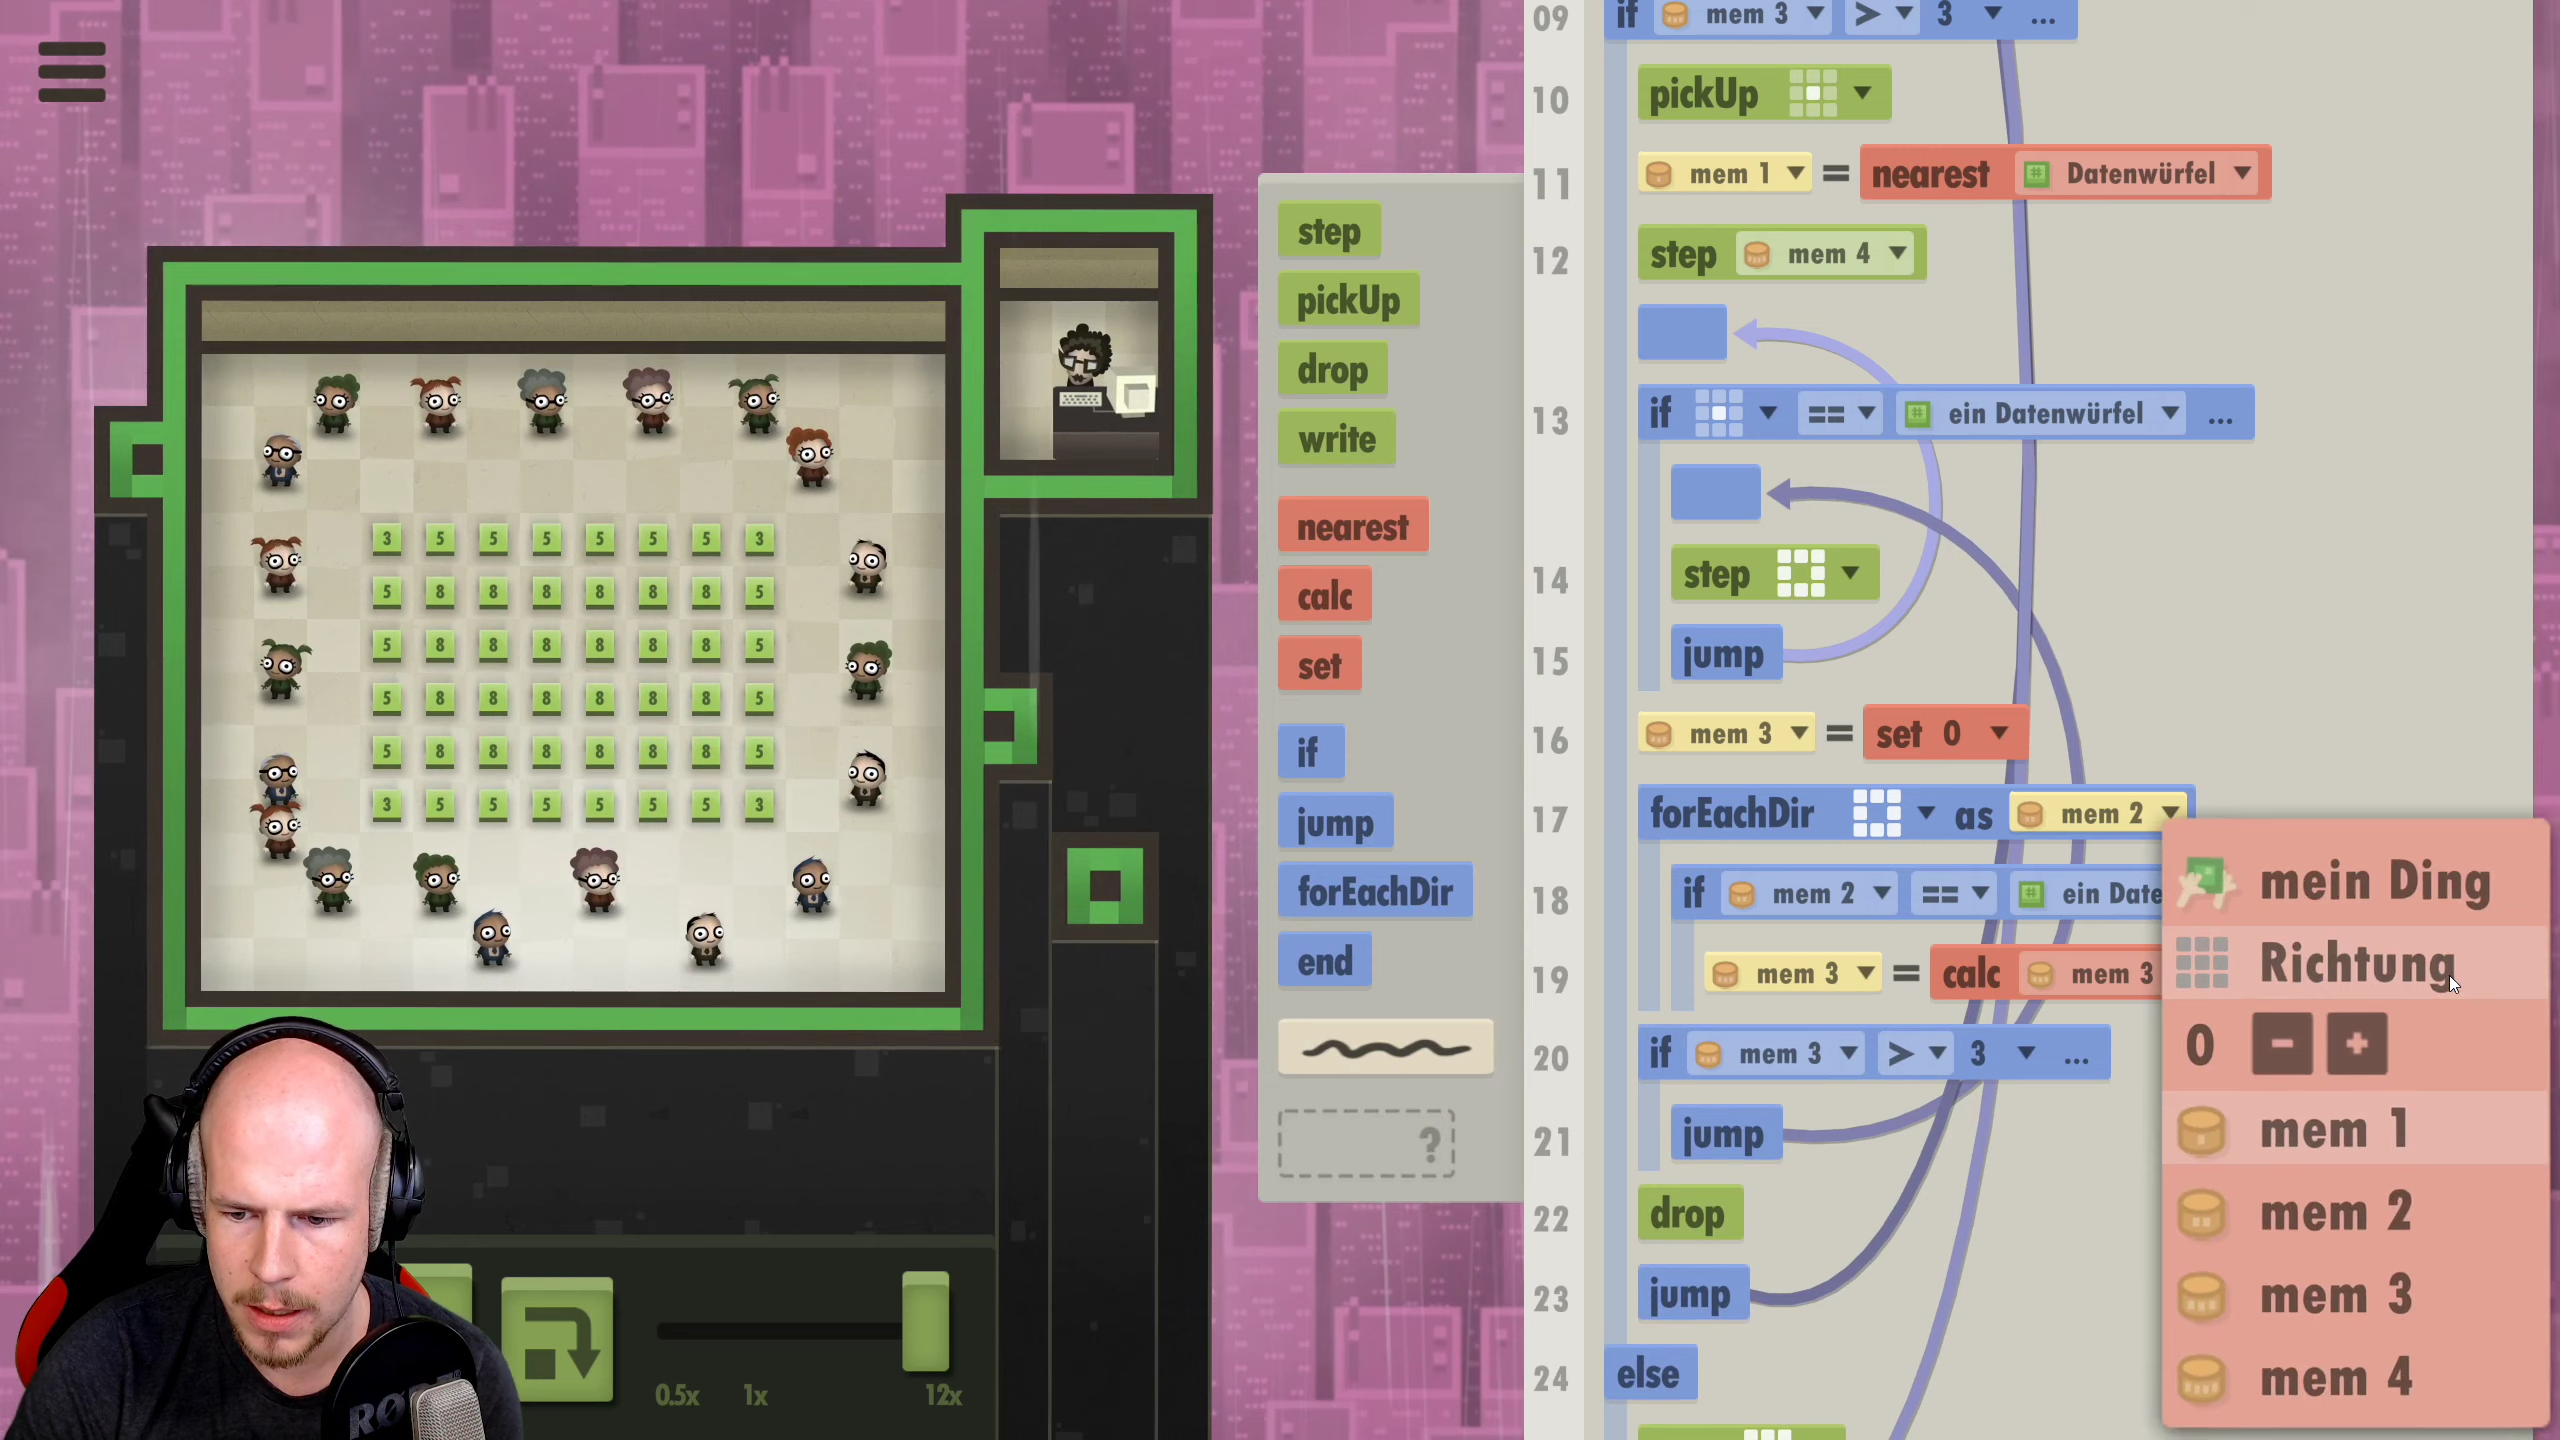 3 5 5 5 5 5 5 3
5 8 8 8 8 8 8 5
5 8 8 8 8 8 8 5
5 8 8 8 8 8 8 5
5 8 8 8 8 8 8 5
3 5 5 5 5 5 5 3
0.5x 1x 12x
RØ
step
pickUp
drop
write
nearest
calc
set
if
jump
forEachDir
end
?
09 if mem 3 > 3 ...
10 pickUp
11 mem 1 = nearest Datenwürfel
12 step mem 4
13 if == ein Datenwürfel ...
14 step
15 jump
16 mem 3 = set 0
17 forEachDir as mem 2
18 if mem 2 == ein Date
19 mem 3 = calc mem 3
20 if mem 3 > 3 ...
21 jump
22 drop
23 jump
24 else
mein Ding
Richtung
0 - +
mem 1
mem 2
mem 3
mem 4